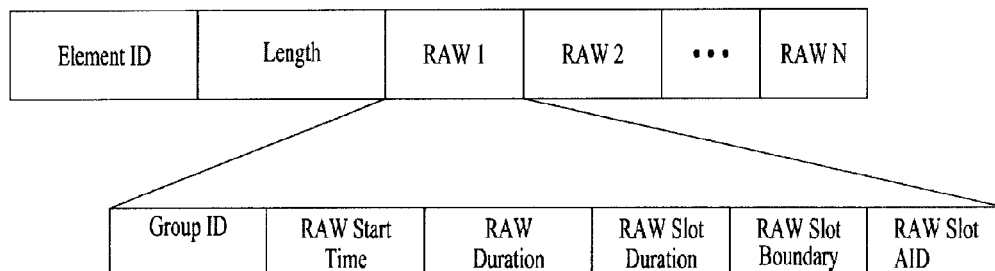 Element ID Length RAW 1 RAW 2 ••• RAW N
Group ID RAW Start RAW RAW Slot RAW Slot RAW Slot
Time Duration Duration Boundary AID